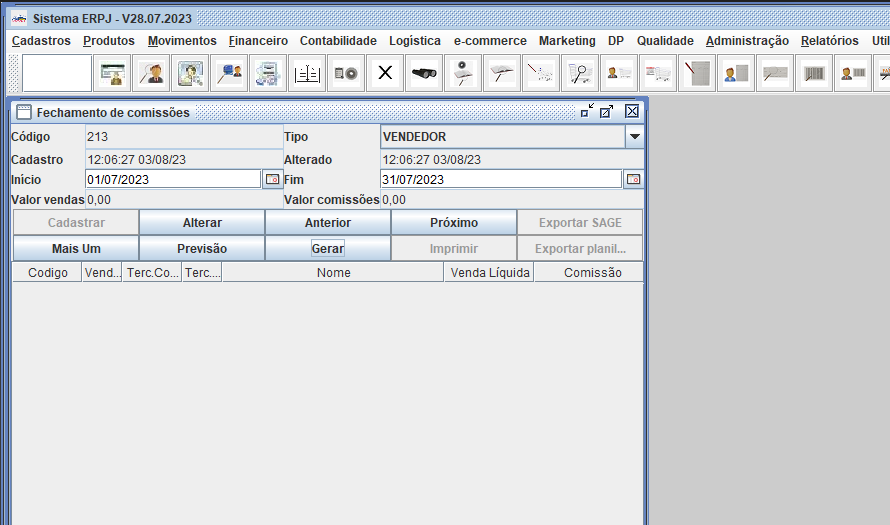 Sistema ERPJ - V28.07.2023
Cadastros Produtos Movimentos Financeiro Contabilidade Logística e-commerce Marketing DP Qualidade Administração Relatórios Util
Fechamento de comissões
Código 213 Tipo VENDEDOR
Cadastro 12:06:27 03/08/23 Alterado 12:06:27 03/08/23
Início 01/07/2023 Fim 31/07/2023
Valor vendas 0,00 Valor comissões 0,00
Cadastrar Alterar Anterior Próximo Exportar SAGE
Mais Um Previsão Gerar Imprimir Exportar planil...
Codigo Vend... Terc.Co... Terc.... Nome Venda Líquida Comissão